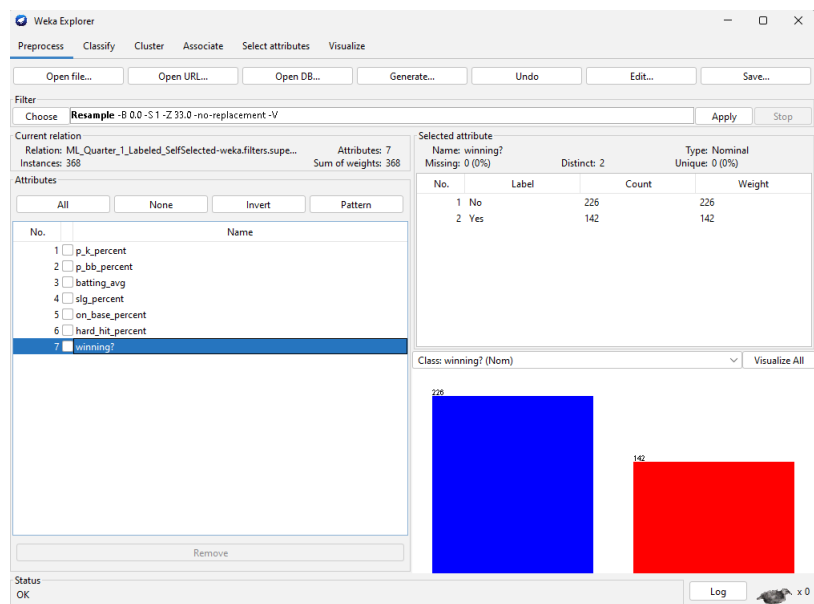 Weka Explorer
Preprocess Classify Cluster Associate Select attributes Visualize
Open file... Open URL... Open DB... Generate... Undo Edit... Save...
Filter
Choose Resample -B 0.0 -S 1 -Z 33.0 -no-replacement -V Apply Stop
Current relation
Relation: ML_Quarter_1_Labeled_SelfSelected-weka.filters.supe... Attributes: 7
Instances: 368 Sum of weights: 368
Attributes
All None Invert Pattern
No. Name
1 p_k_percent
2 p_bb_percent
3 batting_avg
4 slg_percent
5 on_base_percent
6 hard_hit_percent
7 winning?
Remove
Selected attribute
Name: winning? Type: Nominal
Missing: 0 (0%) Distinct: 2 Unique: 0 (0%)
No. Label Count Weight
1 No 226 226
2 Yes 142 142
Class: winning? (Nom) Visualize All
226
142
Status
OK Log x 0